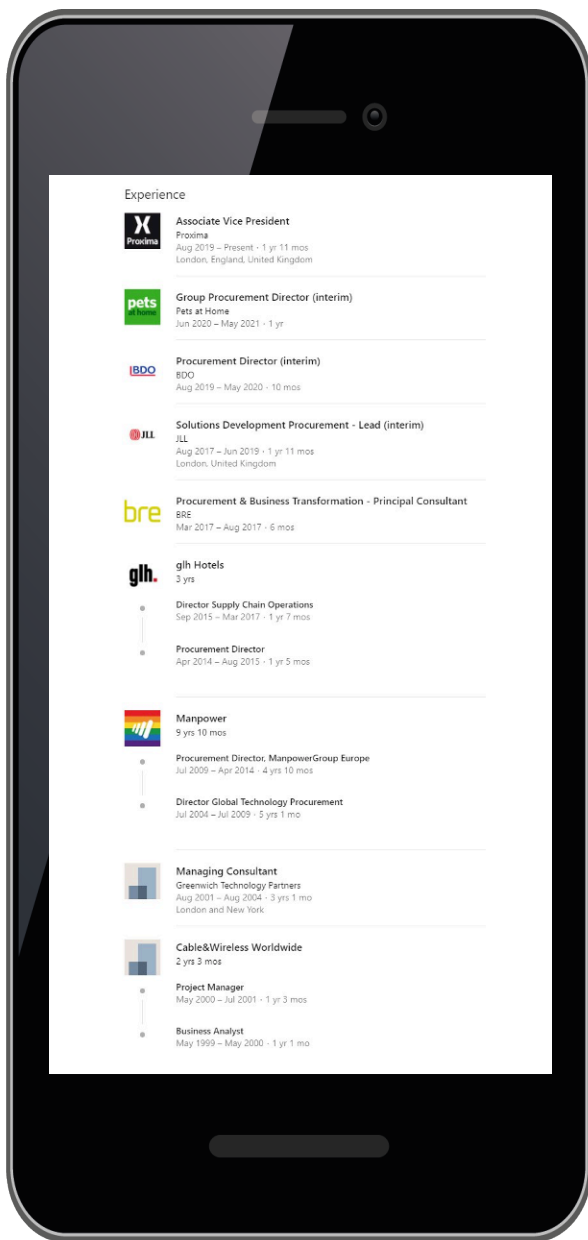 Experience
Proxima
Associate Vice President
Proxima
Aug 2019 – Present · 1 yr 11 mos
London, England, United Kingdom
pets
at home
Group Procurement Director (interim)
Pets at Home
Jun 2020 – May 2021 · 1 yr
BDO
Procurement Director (interim)
BDO
Aug 2019 – May 2020 · 10 mos
JLL
Solutions Development Procurement - Lead (interim)
JLL
Aug 2017 – Jun 2019 · 1 yr 11 mos
London, United Kingdom
bre
Procurement & Business Transformation - Principal Consultant
BRE
Mar 2017 – Aug 2017 · 6 mos
glh.
glh Hotels
3 yrs
Director Supply Chain Operations
Sep 2015 – Mar 2017 · 1 yr 7 mos
Procurement Director
Apr 2014 – Aug 2015 · 1 yr 5 mos
Manpower
9 yrs 10 mos
Procurement Director, ManpowerGroup Europe
Jul 2009 – Apr 2014 · 4 yrs 10 mos
Director Global Technology Procurement
Jul 2004 – Jul 2009 · 5 yrs 1 mo
Managing Consultant
Greenwich Technology Partners
Aug 2001 – Aug 2004 · 3 yrs 1 mo
London and New York
Cable&Wireless Worldwide
2 yrs 3 mos
Project Manager
May 2000 – Jul 2001 · 1 yr 3 mos
Business Analyst
May 1999 – May 2000 · 1 yr 1 mo